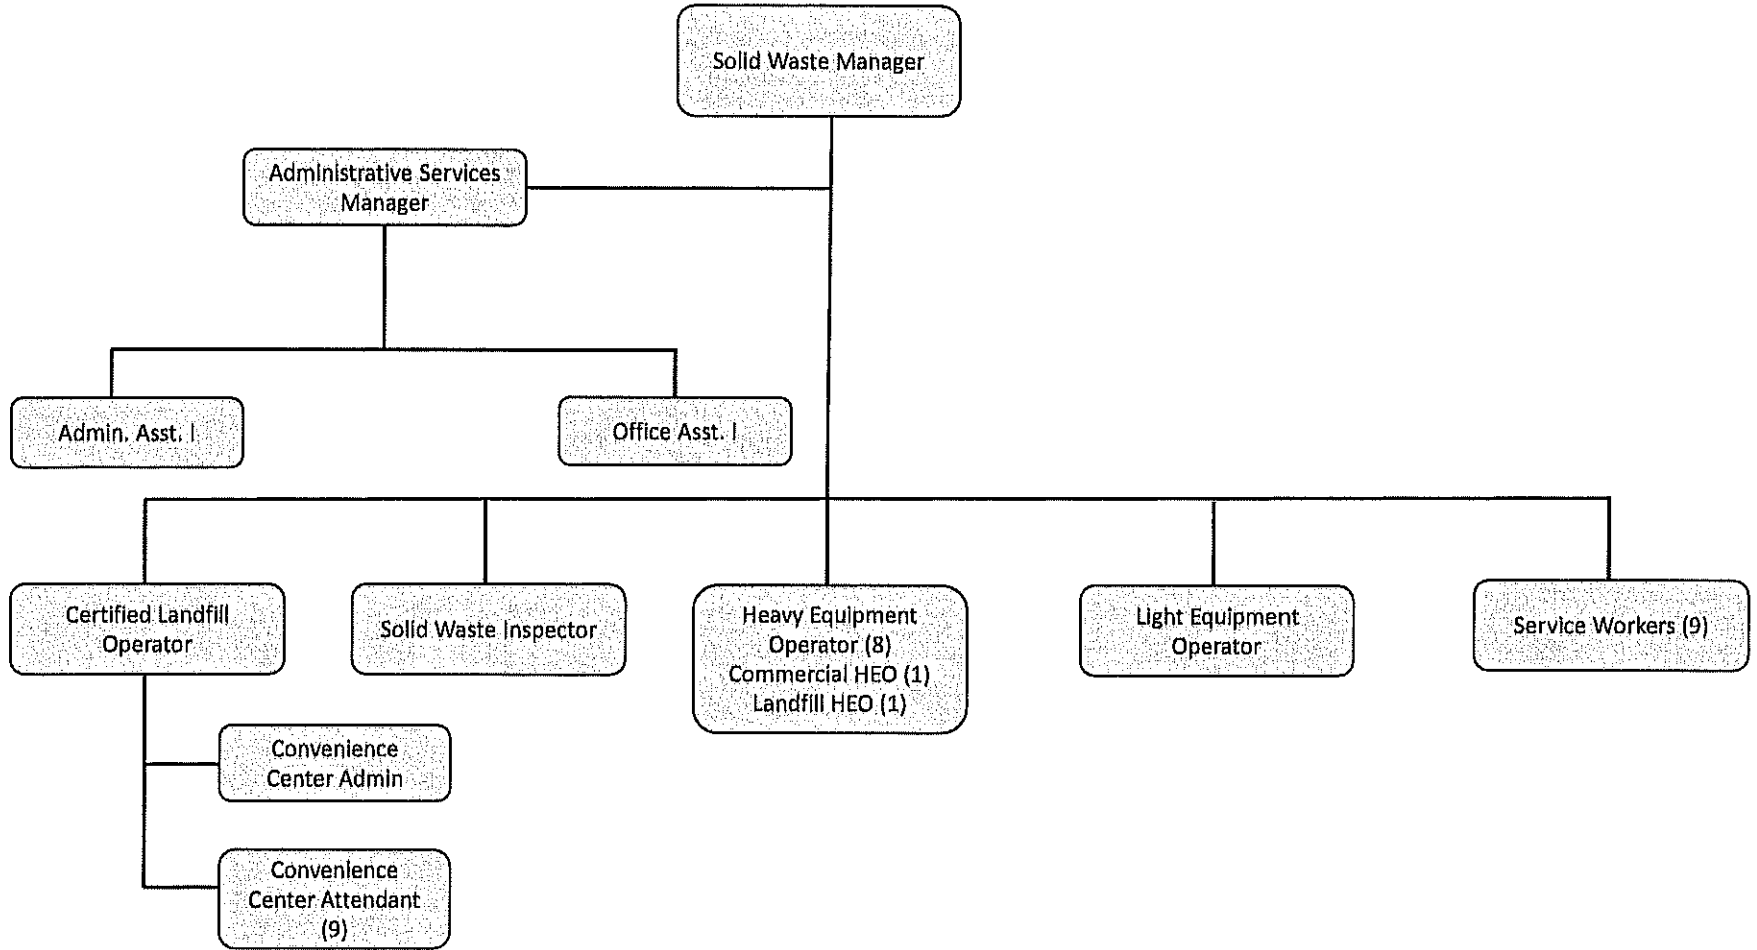 Solid Waste Manager
Administrative Services
Manager
Admin. Asst. I
Office Asst. I
Certified Landfill
Operator
Solid Waste Inspector
Heavy Equipment
Operator (8)
Commercial HEO (1)
Landfill HEO (1)
Light Equipment
Operator
Service Workers (9)
Convenience
Center Admin
Convenience
Center Attendant
(9)